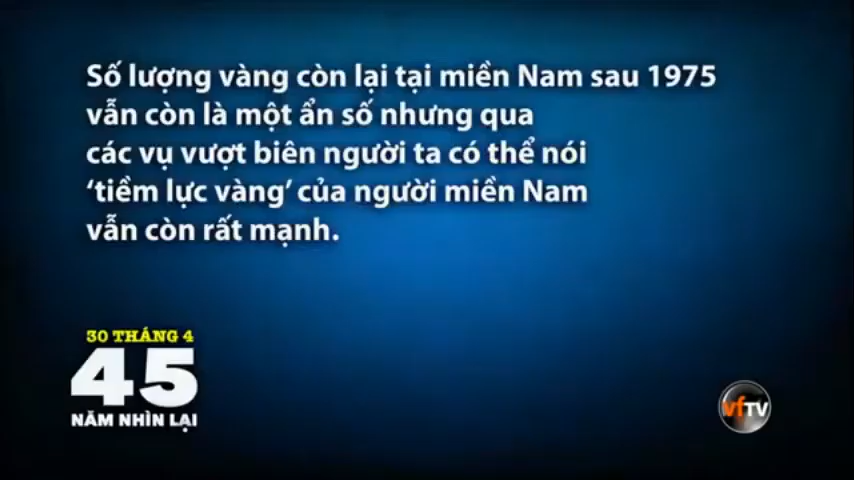 Số lượng vàng còn lại tại miền Nam sau 1975
vẫn còn là một ẩn số nhưng qua
các vụ vượt biên người ta có thể nói
‘tiềm lực vàng’ của người miền Nam
vẫn còn rất mạnh.
30 THÁNG 4
45
NĂM NHÌN LẠI
vfTV